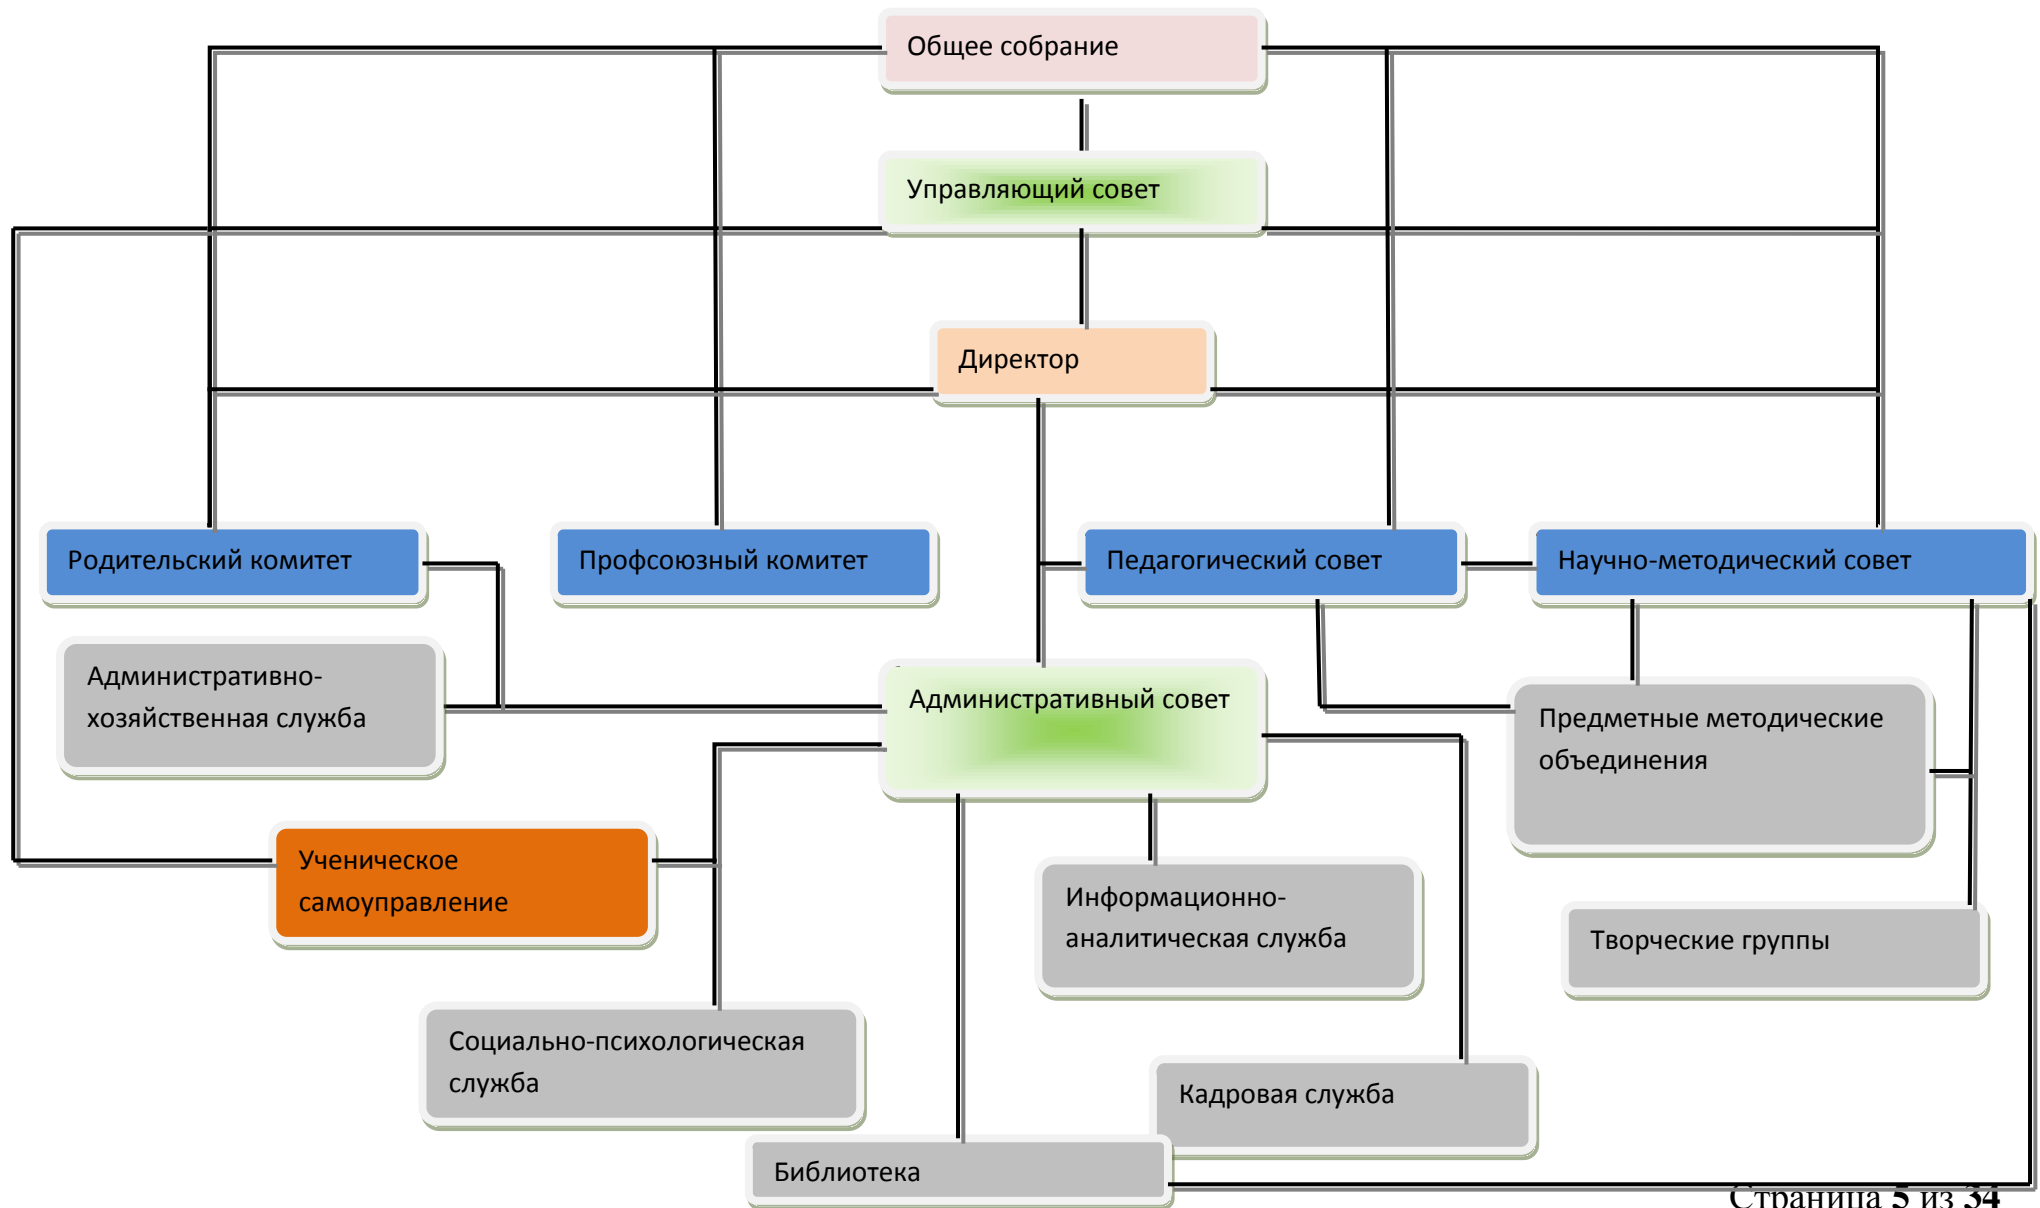 Общее собрание
Управляющий совет
Директор
Родительский комитет
Профсоюзный комитет
Педагогический совет
Научно-методический совет
Административно-
хозяйственная служба
Административный совет
Предметные методические
объединения
Ученическое
самоуправление
Информационно-
аналитическая служба
Творческие группы
Социально-психологическая
служба
Кадровая служба
Библиотека
Страница 5 из 34